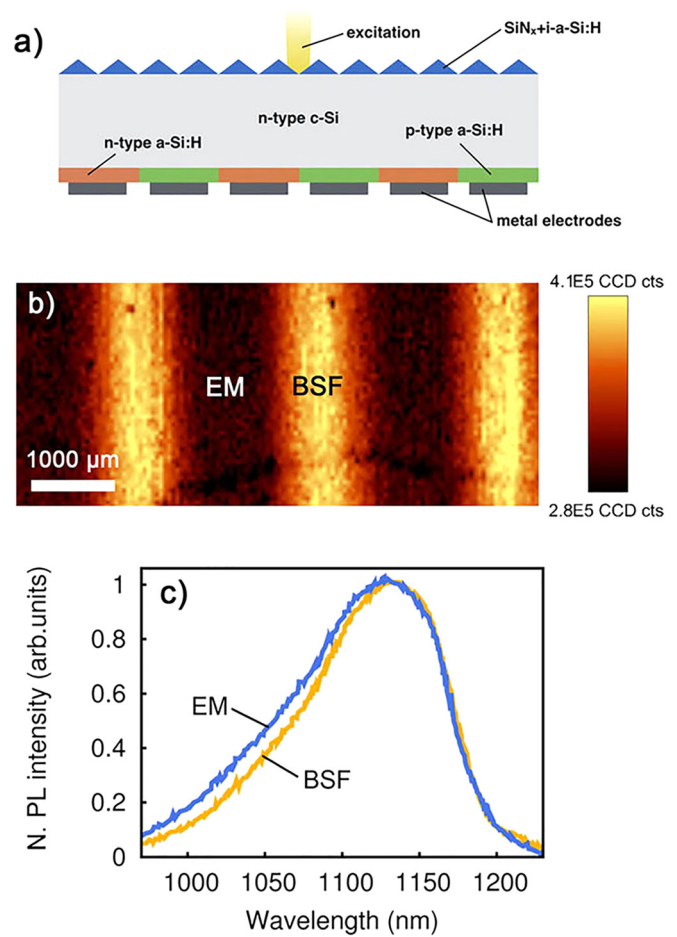 a)
excitation
SiNx+i-a-Si:H
n-type c-Si
n-type a-Si:H
p-type a-Si:H
metal electrodes
b)
4.1E5 CCD cts
EM
BSF
1000 µm
2.8E5 CCD cts
c)
N. PL intensity (arb.units)
1
0.8
0.6
0.4
0.2
0
EM
BSF
1000 1050 1100 1150 1200
Wavelength (nm)